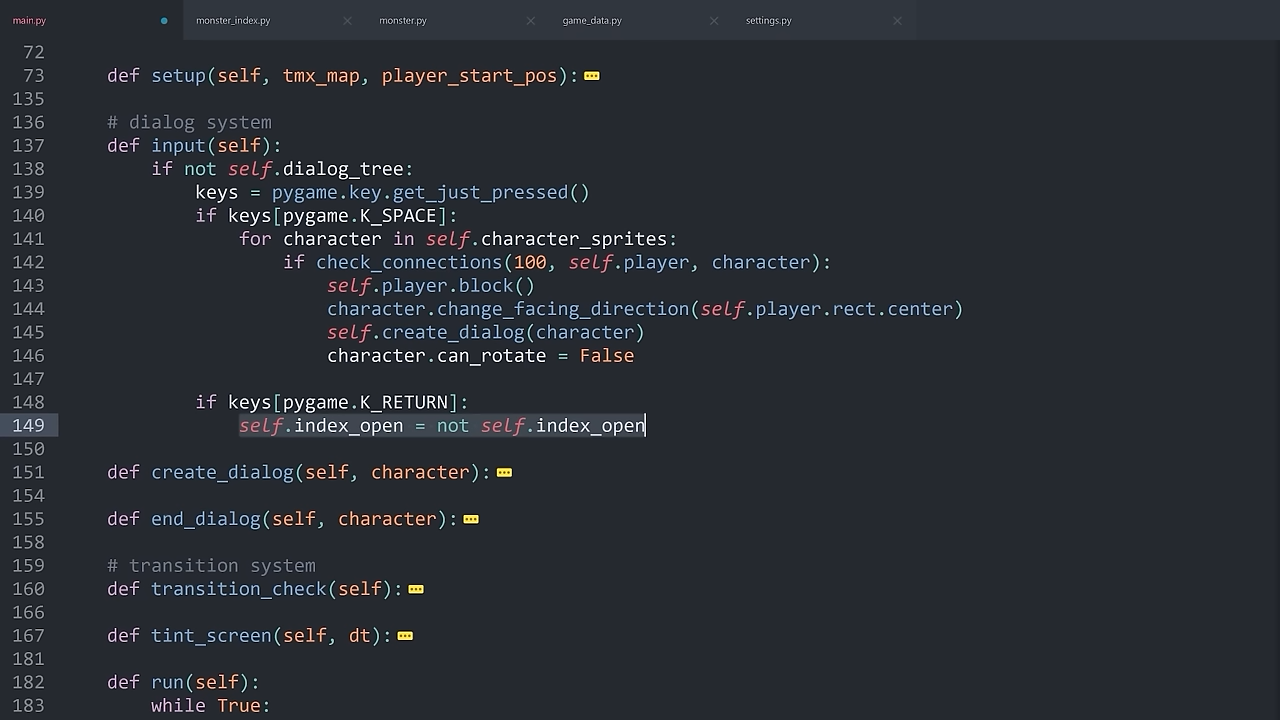 main.py monster_index.py monster.py game_data.py settings.py
72
73 def setup(self, tmx_map, player_start_pos):
135
136 # dialog system
137 def input(self):
138 if not self.dialog_tree:
139 keys = pygame.key.get_just_pressed()
140 if keys[pygame.K_SPACE]:
141 for character in self.character_sprites:
142 if check_connections(100, self.player, character):
143 self.player.block()
144 character.change_facing_direction(self.player.rect.center)
145 self.create_dialog(character)
146 character.can_rotate = False
147
148 if keys[pygame.K_RETURN]:
149 self.index_open = not self.index_open
150
151 def create_dialog(self, character):
154
155 def end_dialog(self, character):
158
159 # transition system
160 def transition_check(self):
166
167 def tint_screen(self, dt):
181
182 def run(self):
183 while True: